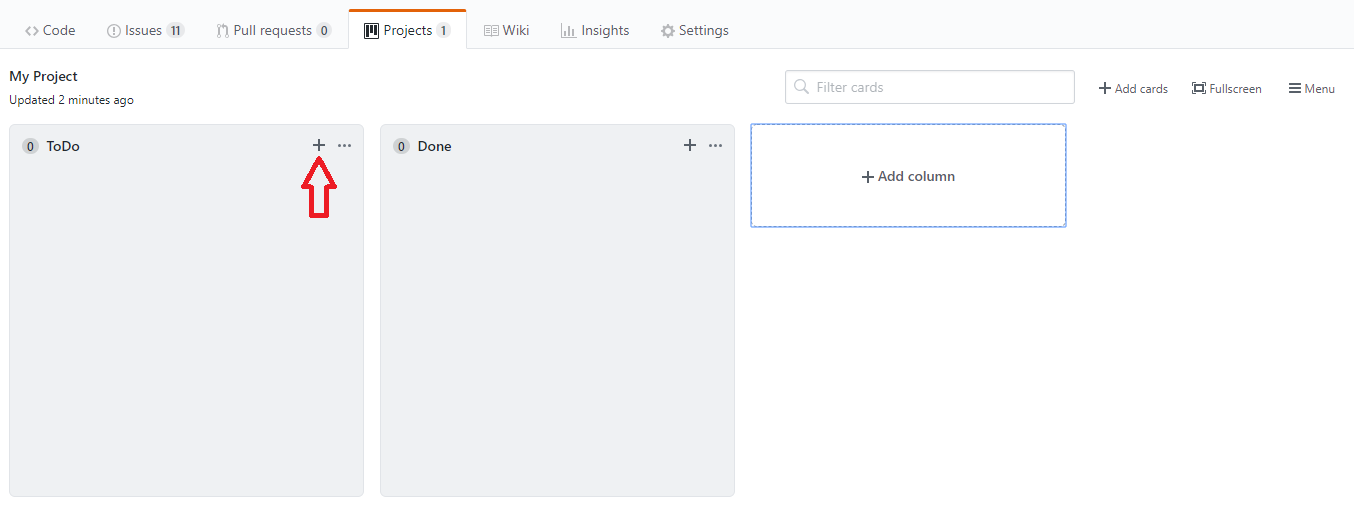 Code Issues 11 Pull requests 0 Projects 1 Wiki Insights Settings
My Project
Updated 2 minutes ago
Filter cards
Add cards Fullscreen Menu
0 ToDo
0 Done
Add column